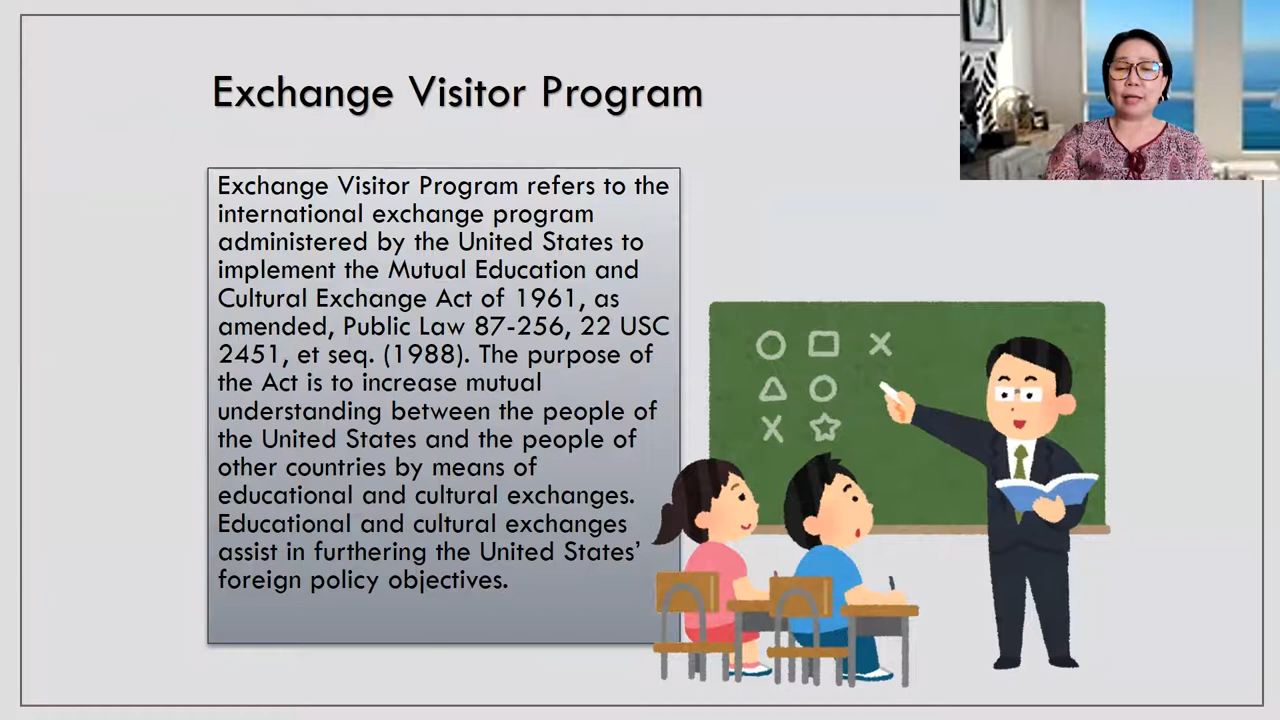 Exchange Visitor Program
Exchange Visitor Program refers to the
international exchange program
administered by the United States to
implement the Mutual Education and
Cultural Exchange Act of 1961, as
amended, Public Law 87-256, 22 USC
2451, et seq. (1988). The purpose of
the Act is to increase mutual
understanding between the people of
the United States and the people of
other countries by means of
educational and cultural exchanges.
Educational and cultural exchanges
assist in furthering the United States’
foreign policy objectives.